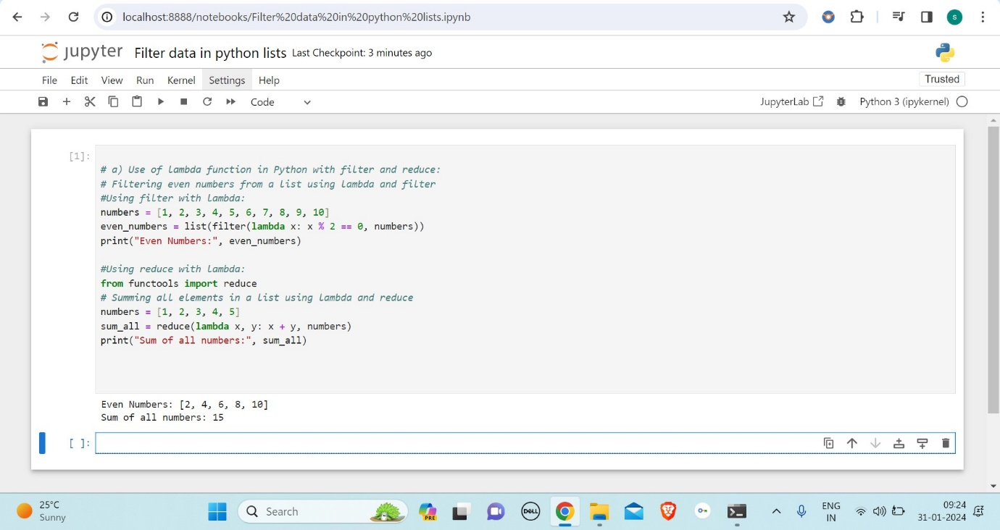 localhost:8888/notebooks/Filter%20data%20in%20python%20lists.ipynb
S
jupyter Filter data in python lists Last Checkpoint: 3 minutes ago
File Edit View Run Kernel Settings Help
Trusted
Code
JupyterLab Python 3 (ipykernel)
[1]:
# a) Use of lambda function in Python with filter and reduce:
# Filtering even numbers from a list using lambda and filter
#Using filter with lambda:
numbers = [1, 2, 3, 4, 5, 6, 7, 8, 9, 10]
even_numbers = list(filter(lambda x: x % 2 == 0, numbers))
print("Even Numbers:", even_numbers)
#Using reduce with lambda:
from functools import reduce
# Summing all elements in a list using lambda and reduce
numbers = [1, 2, 3, 4, 5]
sum_all = reduce(lambda x, y: x + y, numbers)
print("Sum of all numbers:", sum_all)
Even Numbers: [2, 4, 6, 8, 10]
Sum of all numbers: 15
[ ]:
25°C
Sunny
Search
PRE
DELL
ENG
IN
09:24
31-01-2024